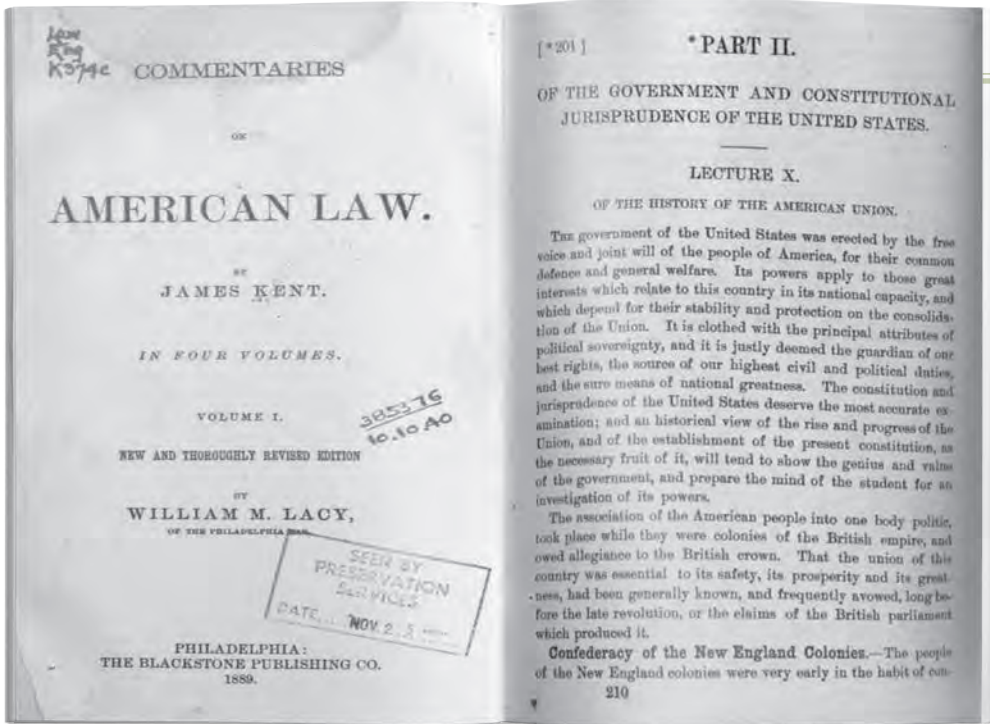 Law
Rng
K374c
COMMENTARIES
ON
AMERICAN LAW.
BY
JAMES KENT.
IN FOUR VOLUMES.
VOLUME I.
385376
10.10.40
NEW AND THOROUGHLY REVISED EDITION
BY
WILLIAM M. LACY,
OF THE PHILADELPHIA BAR.
SEEN BY
PRESERVATION
SERVICES
DATE... NOV 2 5
PHILADELPHIA:
THE BLACKSTONE PUBLISHING CO.
1889.
[*201]
*PART II.
OF THE GOVERNMENT AND CONSTITUTIONAL
JURISPRUDENCE OF THE UNITED STATES.
LECTURE X.
OF THE HISTORY OF THE AMERICAN UNION.
THE government of the United States was erected by the free
voice and joint will of the people of America, for their common
defence and general welfare. Its powers apply to those great
interests which relate to this country in its national capacity, and
which depend for their stability and protection on the consolida-
tion of the Union. It is clothed with the principal attributes of
political sovereignty, and it is justly deemed the guardian of our
best rights, the source of our highest civil and political duties,
and the sure means of national greatness. The constitution and
jurisprudence of the United States deserve the most accurate ex-
amination; and an historical view of the rise and progress of the
Union, and of the establishment of the present constitution, as
the necessary fruit of it, will tend to show the genius and value
of the government, and prepare the mind of the student for an
investigation of its powers.
The association of the American people into one body politic,
took place while they were colonies of the British empire, and
owed allegiance to the British crown. That the union of this
country was essential to its safety, its prosperity and its great-
ness, had been generally known, and frequently avowed, long be-
fore the late revolution, or the claims of the British parliament
which produced it.
Confederacy of the New England Colonies.—The people
of the New England colonies were very early in the habit of con-
210